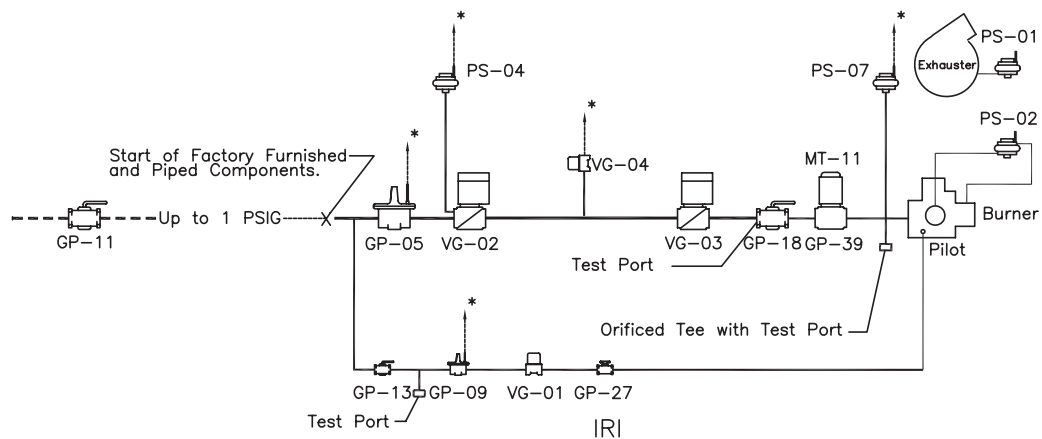 *
*
PS-01
Exhauster
PS-04
PS-07
*
PS-02
*
Start of Factory Furnished
and Piped Components.
VG-04
MT-11
Up to 1 PSIG
Burner
GP-11
GP-05
VG-02
VG-03
GP-18
GP-39
Pilot
Test Port
*
Orificed Tee with Test Port
GP-13
GP-09
VG-01
GP-27
Test Port
IRI